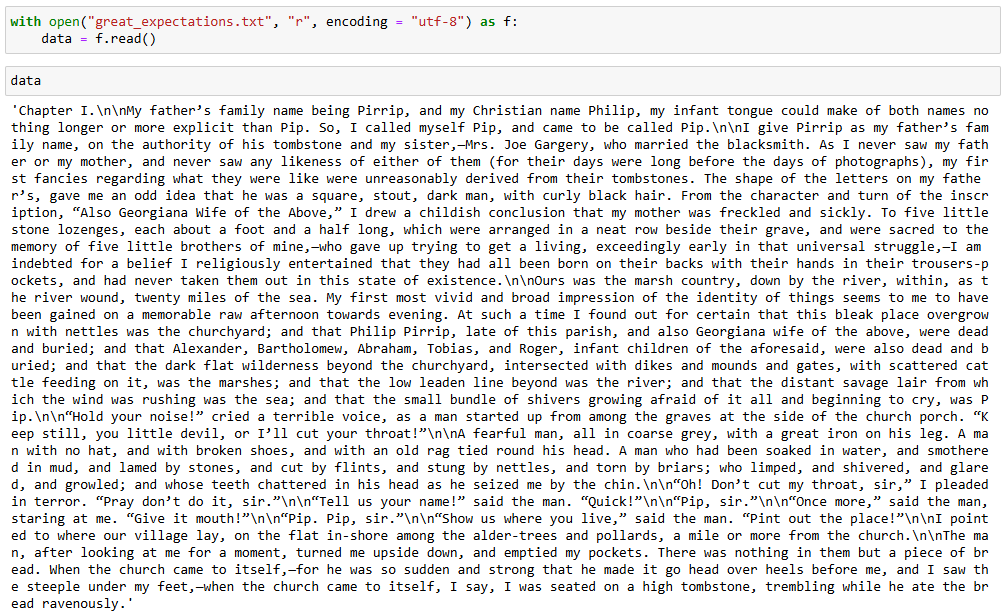 with open("great_expectations.txt", "r", encoding = "utf-8") as f:
    data = f.read()
data
'Chapter I.\n\nMy father’s family name being Pirrip, and my Christian name Philip, my infant tongue could make of both names no
thing longer or more explicit than Pip. So, I called myself Pip, and came to be called Pip.\n\nI give Pirrip as my father’s fam
ily name, on the authority of his tombstone and my sister,—Mrs. Joe Gargery, who married the blacksmith. As I never saw my fath
er or my mother, and never saw any likeness of either of them (for their days were long before the days of photographs), my fir
st fancies regarding what they were like were unreasonably derived from their tombstones. The shape of the letters on my fathe
r’s, gave me an odd idea that he was a square, stout, dark man, with curly black hair. From the character and turn of the inscr
iption, “Also Georgiana Wife of the Above,” I drew a childish conclusion that my mother was freckled and sickly. To five little
stone lozenges, each about a foot and a half long, which were arranged in a neat row beside their grave, and were sacred to the
memory of five little brothers of mine,—who gave up trying to get a living, exceedingly early in that universal struggle,—I am
indebted for a belief I religiously entertained that they had all been born on their backs with their hands in their trousers-p
ockets, and had never taken them out in this state of existence.\n\nOurs was the marsh country, down by the river, within, as t
he river wound, twenty miles of the sea. My first most vivid and broad impression of the identity of things seems to me to have
been gained on a memorable raw afternoon towards evening. At such a time I found out for certain that this bleak place overgrow
n with nettles was the churchyard; and that Philip Pirrip, late of this parish, and also Georgiana wife of the above, were dead
and buried; and that Alexander, Bartholomew, Abraham, Tobias, and Roger, infant children of the aforesaid, were also dead and b
uried; and that the dark flat wilderness beyond the churchyard, intersected with dikes and mounds and gates, with scattered cat
tle feeding on it, was the marshes; and that the low leaden line beyond was the river; and that the distant savage lair from wh
ich the wind was rushing was the sea; and that the small bundle of shivers growing afraid of it all and beginning to cry, was P
ip.\n\n“Hold your noise!” cried a terrible voice, as a man started up from among the graves at the side of the church porch. “K
eep still, you little devil, or I’ll cut your throat!”\n\nA fearful man, all in coarse grey, with a great iron on his leg. A ma
n with no hat, and with broken shoes, and with an old rag tied round his head. A man who had been soaked in water, and smothere
d in mud, and lamed by stones, and cut by flints, and stung by nettles, and torn by briars; who limped, and shivered, and glare
d, and growled; and whose teeth chattered in his head as he seized me by the chin.\n\n“Oh! Don’t cut my throat, sir,” I pleaded
in terror. “Pray don’t do it, sir.”\n\n“Tell us your name!” said the man. “Quick!”\n\n“Pip, sir.”\n\n“Once more,” said the man,
staring at me. “Give it mouth!”\n\n“Pip. Pip, sir.”\n\n“Show us where you live,” said the man. “Pint out the place!”\n\nI point
ed to where our village lay, on the flat in-shore among the alder-trees and pollards, a mile or more from the church.\n\nThe ma
n, after looking at me for a moment, turned me upside down, and emptied my pockets. There was nothing in them but a piece of br
ead. When the church came to itself,—for he was so sudden and strong that he made it go head over heels before me, and I saw th
e steeple under my feet,—when the church came to itself, I say, I was seated on a high tombstone, trembling while he ate the br
ead ravenously.'